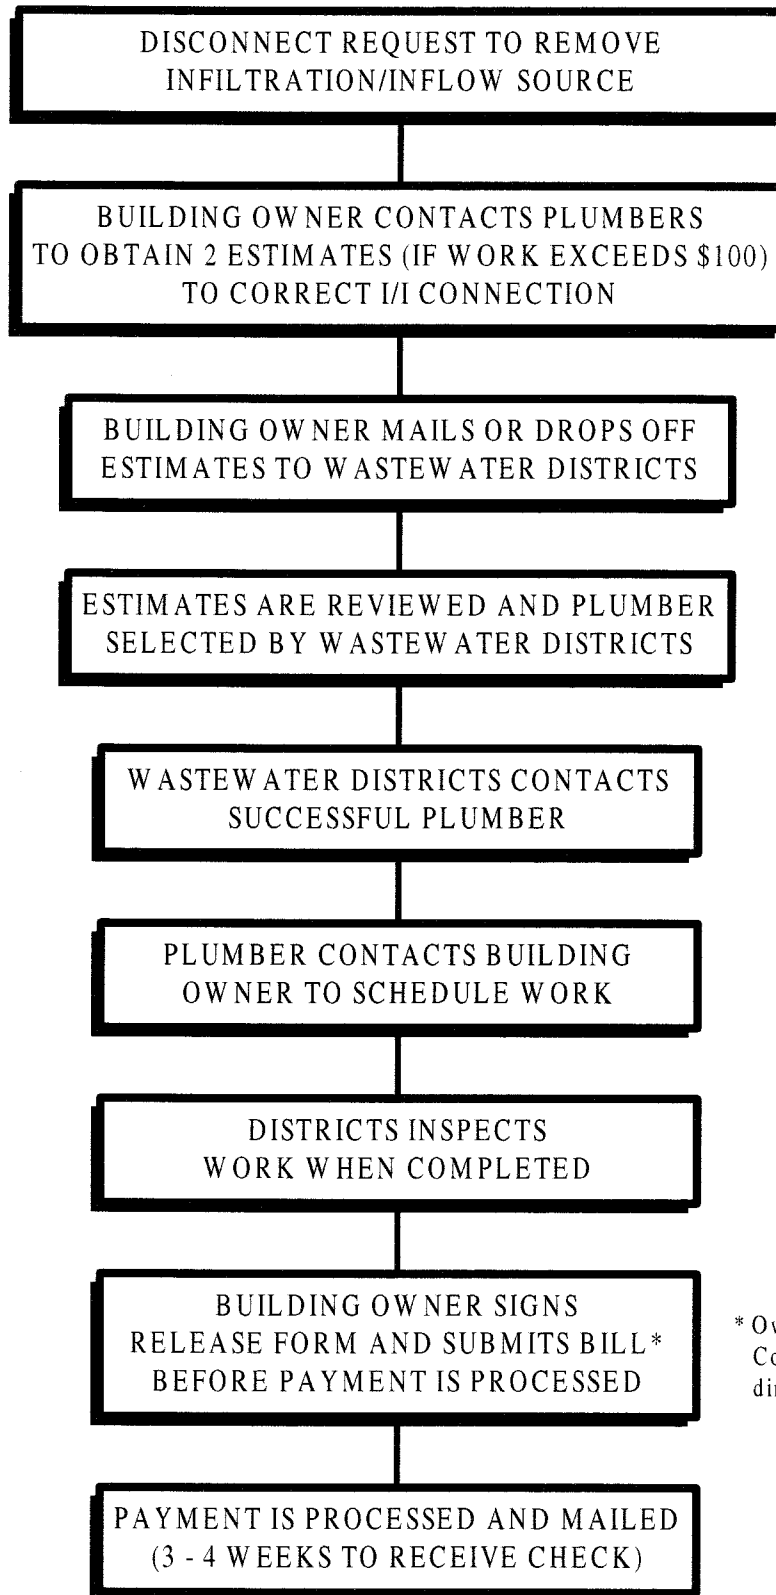 DISCONNECT REQUEST TO REMOVE
INFILTRATION/INFLOW SOURCE
BUILDING OWNER CONTACTS PLUMBERS
TO OBTAIN 2 ESTIMATES (IF WORK EXCEEDS $100)
TO CORRECT I/I CONNECTION
BUILDING OWNER MAILS OR DROPS OFF
ESTIMATES TO WASTEWATER DISTRICTS
ESTIMATES ARE REVIEWED AND PLUMBER
SELECTED BY WASTEWATER DISTRICTS
WASTEWATER DISTRICTS CONTACTS
SUCCESSFUL PLUMBER
PLUMBER CONTACTS BUILDING
OWNER TO SCHEDULE WORK
DISTRICTS INSPECTS
WORK WHEN COMPLETED
BUILDING OWNER SIGNS
RELEASE FORM AND SUBMITS BILL*
BEFORE PAYMENT IS PROCESSED
*
PAYMENT IS PROCESSED AND MAILED
(3 - 4 WEEKS TO RECEIVE CHECK)